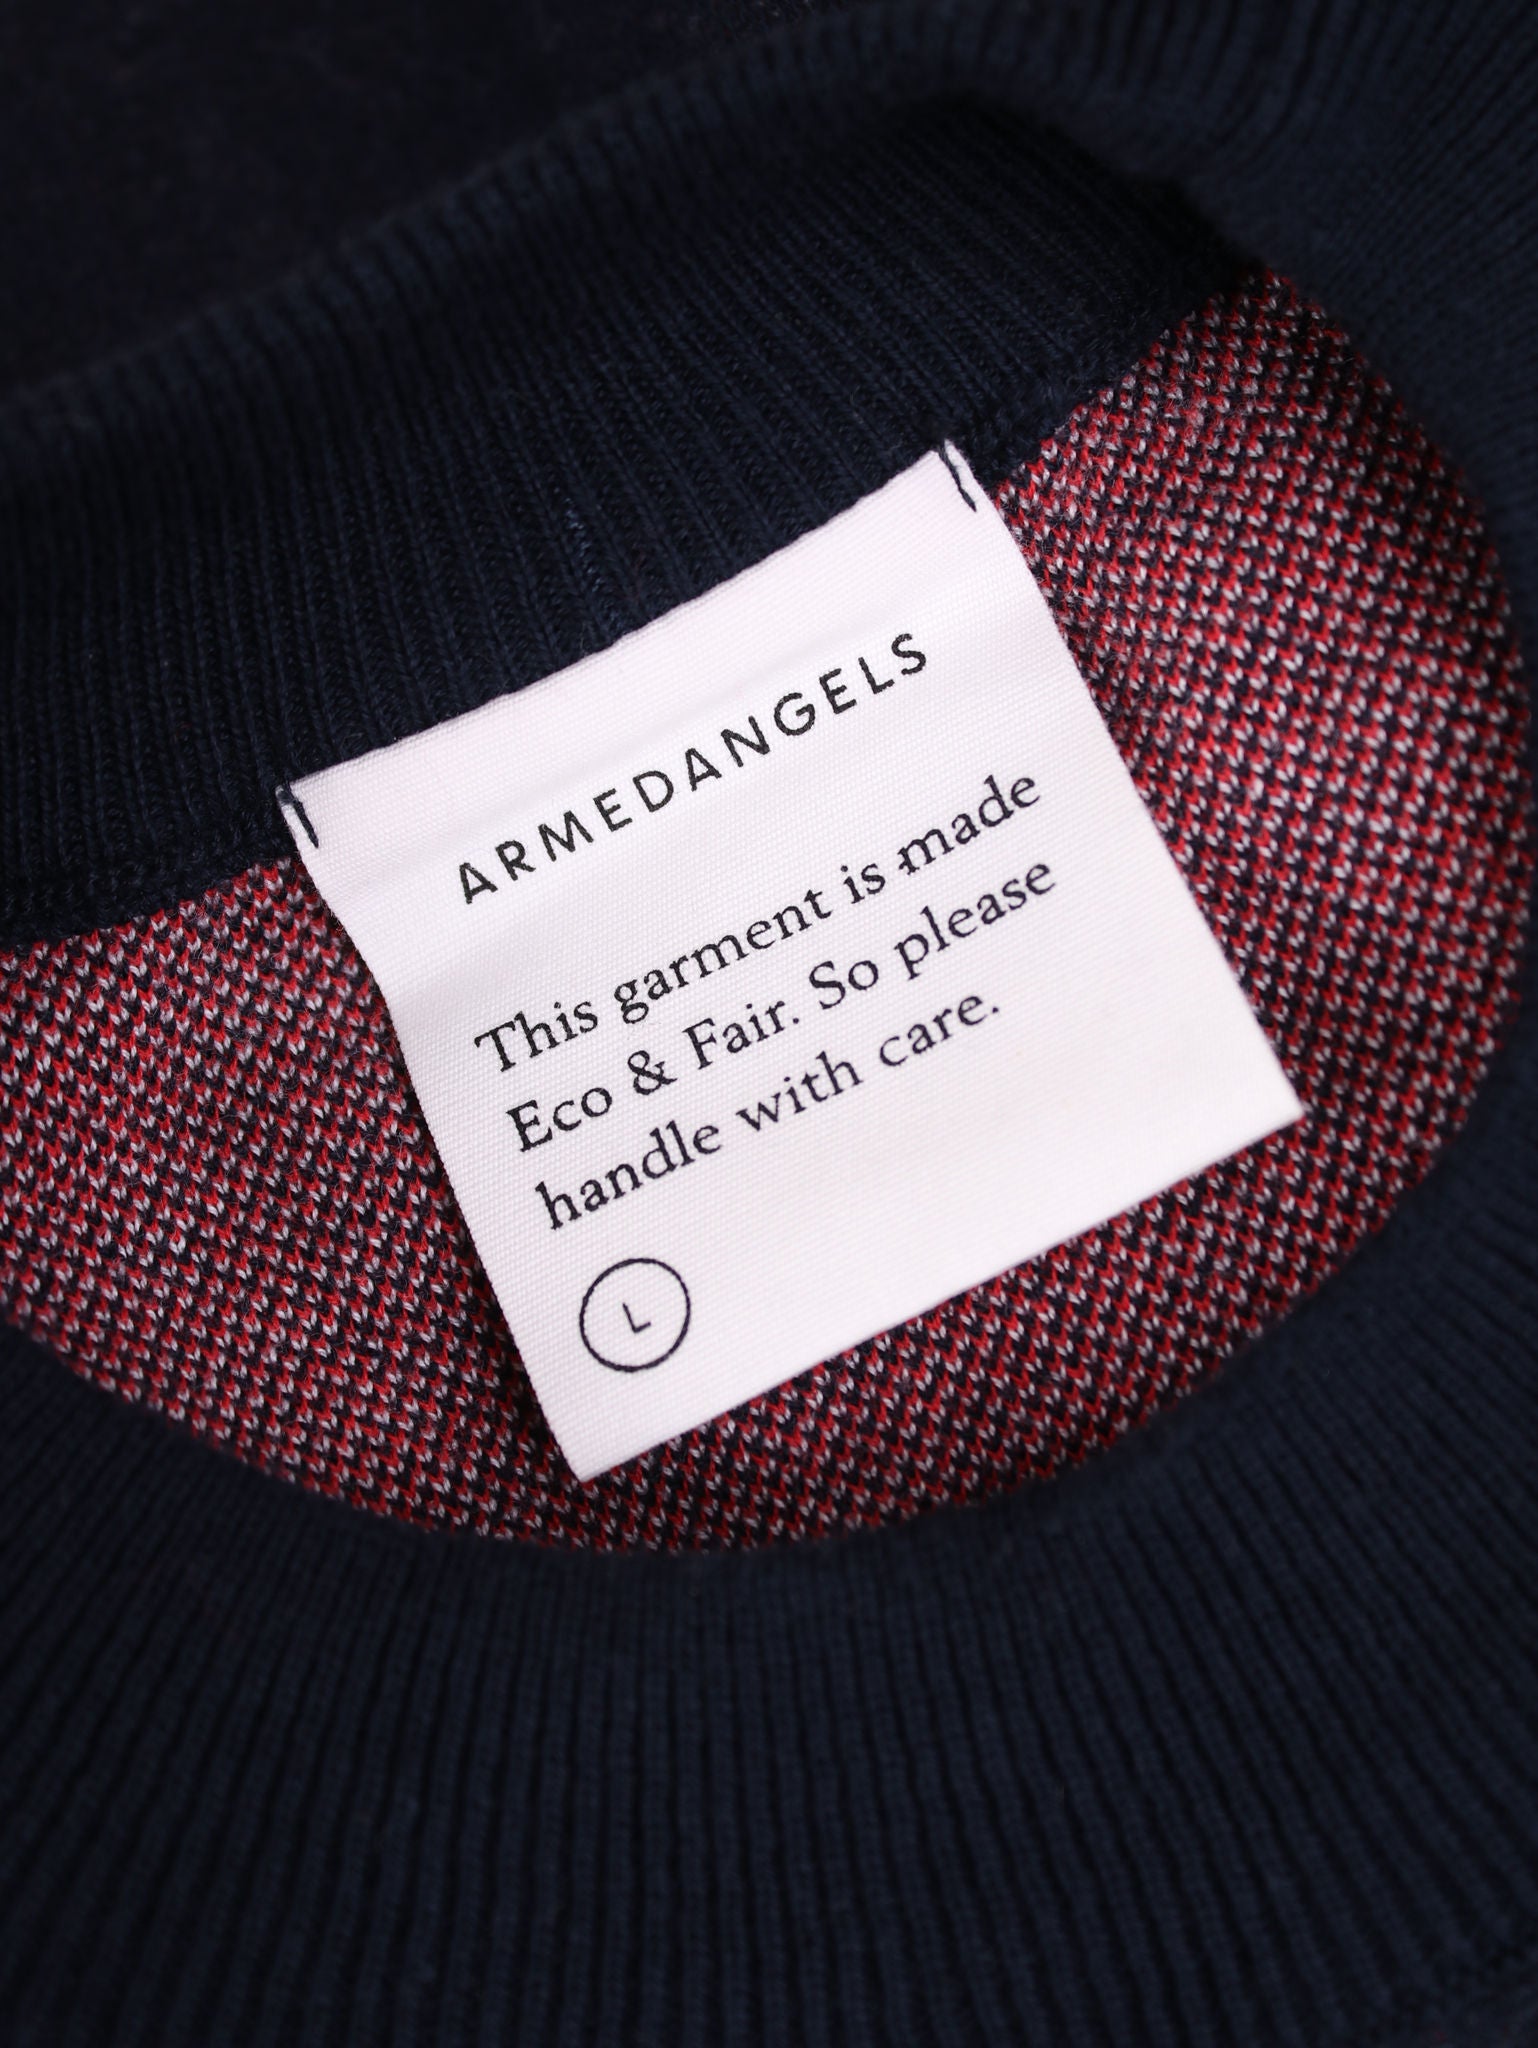 ARMEDANGELS
This garment is made
Eco & Fair. So please
handle with care.
L